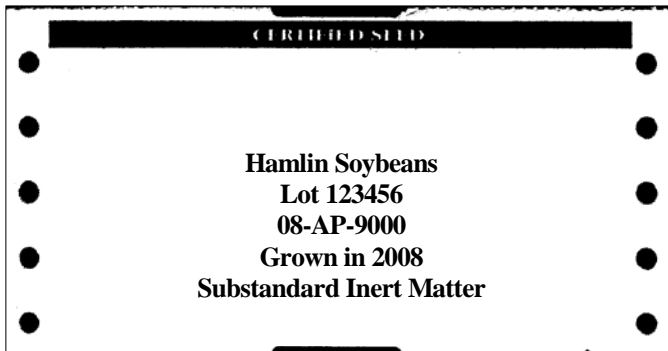 CERTIFIED SEED
Hamlin Soybeans
Lot 123456
08-AP-9000
Grown in 2008
Substandard Inert Matter